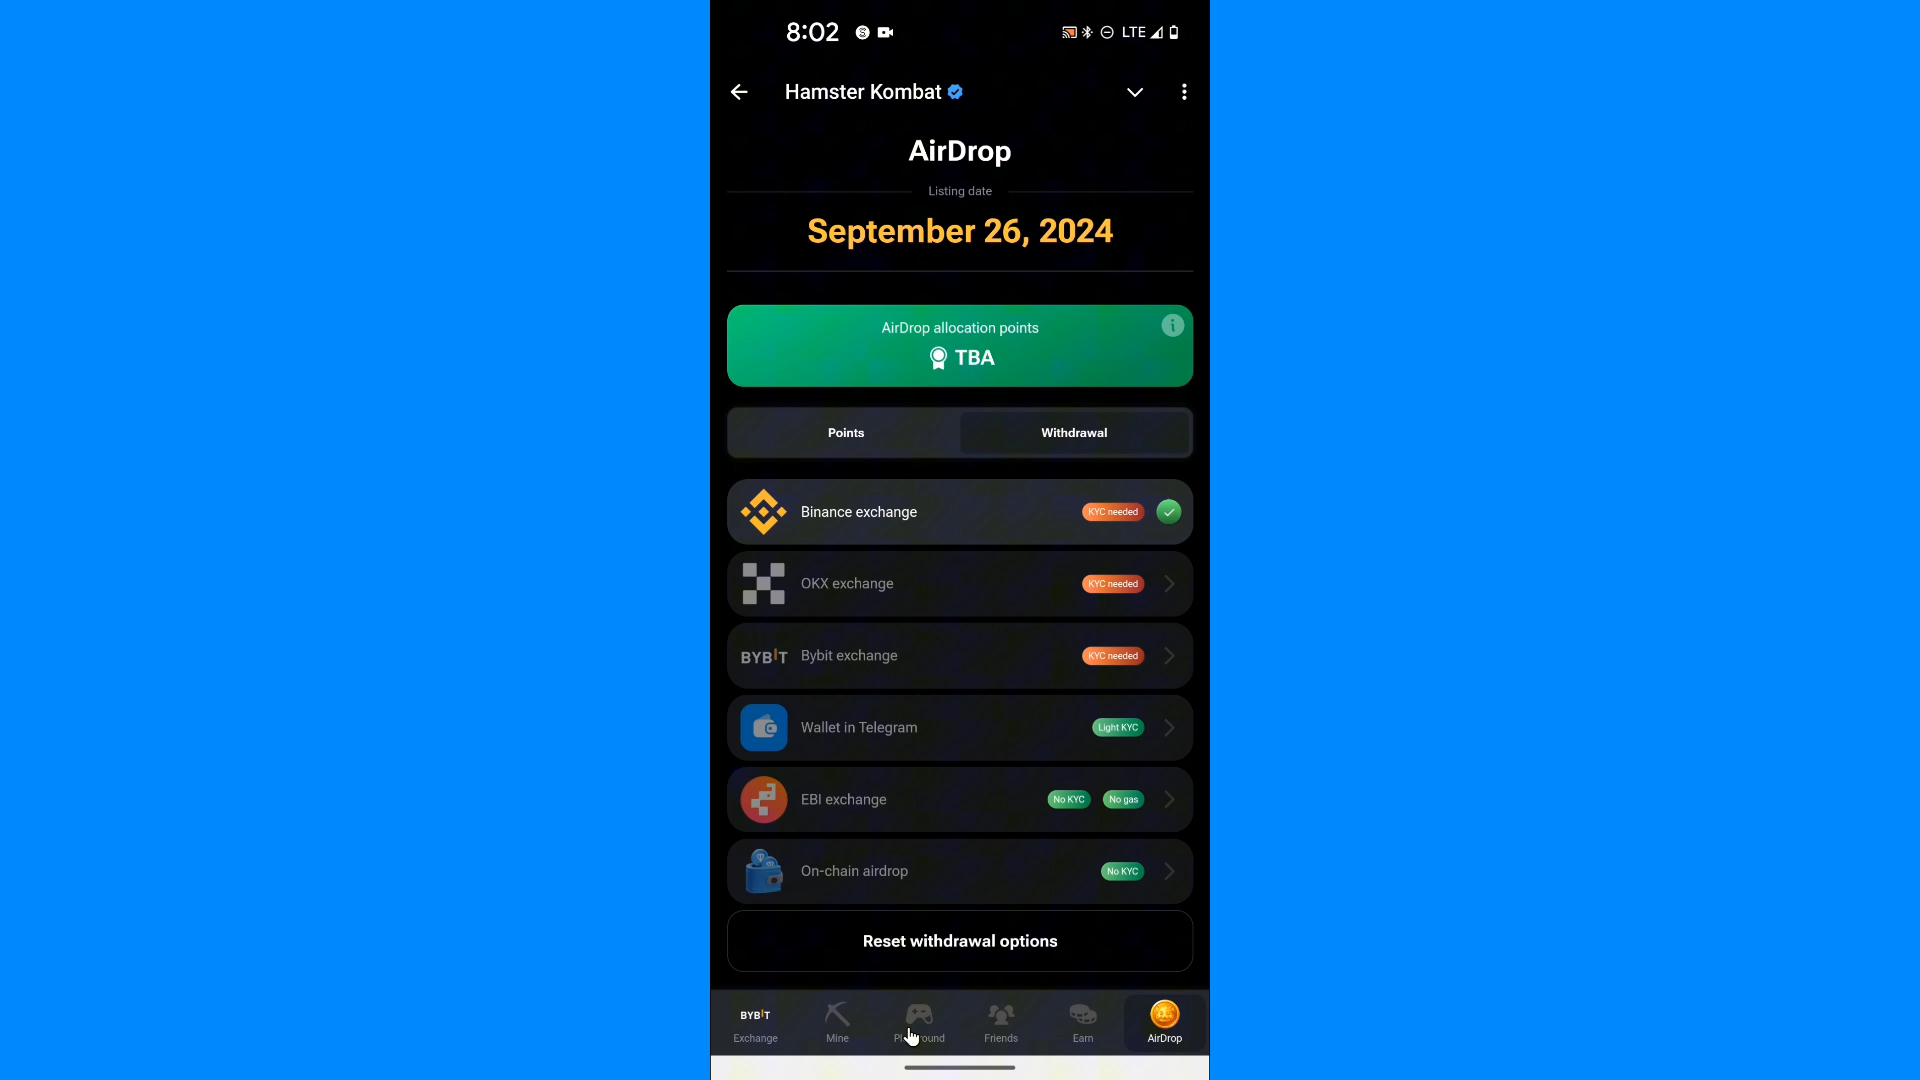 8:02
LTE
Hamster Kombat
AirDrop
Listing date
September 26, 2024
AirDrop allocation points
TBA
Points Withdrawal
Binance exchange KYC needed
OKX exchange KYC needed
BYBIT Bybit exchange KYC needed
Wallet in Telegram Light KYC
EBI exchange No KYC No gas
On-chain airdrop No KYC
Reset withdrawal options
BYBIT
Exchange Mine Friends Earn AirDrop